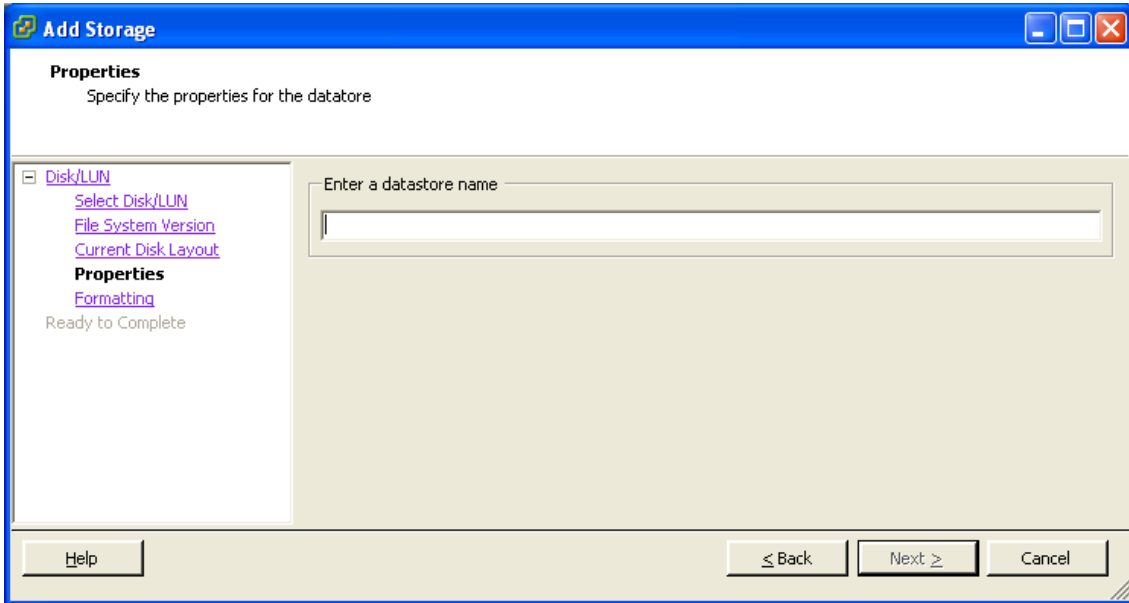 Add Storage
Properties
Specify the properties for the datatore
Disk/LUN
Select Disk/LUN
File System Version
Current Disk Layout
Properties
Formatting
Ready to Complete
Enter a datastore name
Help
< Back
Next >
Cancel